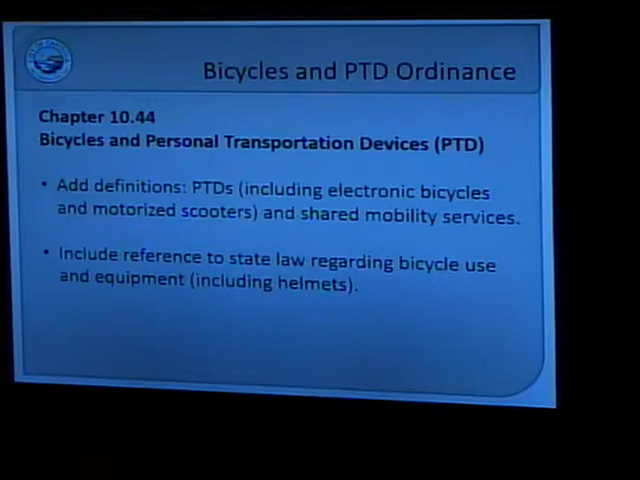 Bicycles and PTD Ordinance
Chapter 10.44
Bicycles and Personal Transportation Devices (PTD)
• Add definitions: PTDs (including electronic bicycles
and motorized scooters) and shared mobility services.
• Include reference to state law regarding bicycle use
and equipment (including helmets).